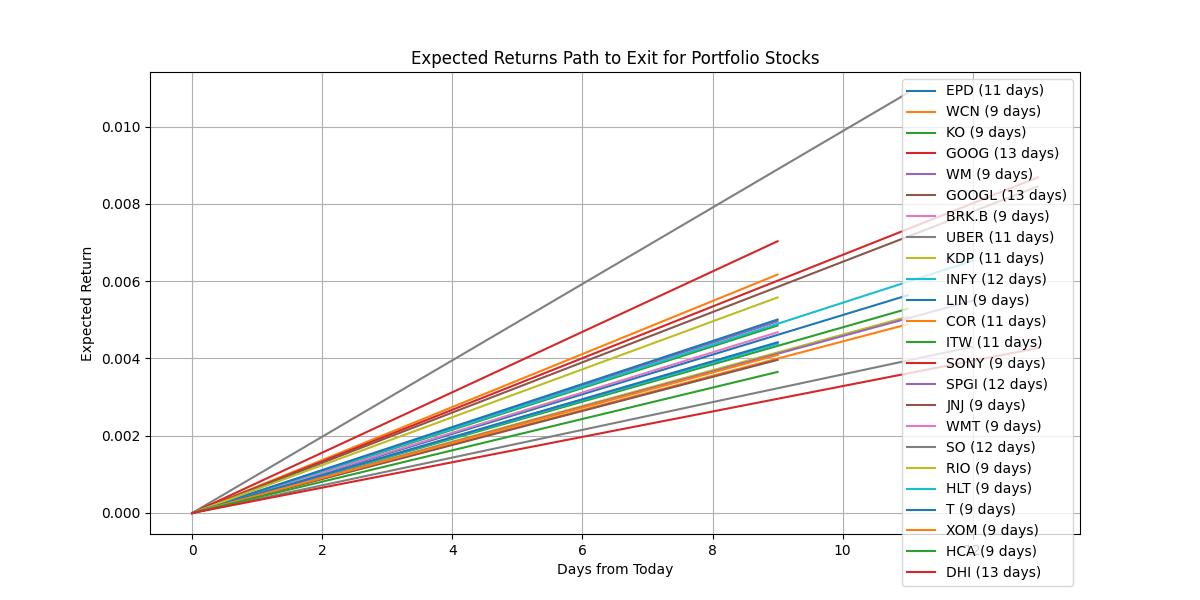 Expected Returns Path to Exit for Portfolio Stocks
Expected Return
0.010
0.008
0.006
0.004
0.002
0.000
0 2 4 6 8 10 12
Days from Today
EPD (11 days)
WCN (9 days)
KO (9 days)
GOOG (13 days)
WM (9 days)
GOOGL (13 days)
BRK.B (9 days)
UBER (11 days)
KDP (11 days)
INFY (12 days)
LIN (9 days)
COR (11 days)
ITW (11 days)
SONY (9 days)
SPGI (12 days)
JNJ (9 days)
WMT (9 days)
SO (12 days)
RIO (9 days)
HLT (9 days)
T (9 days)
XOM (9 days)
HCA (9 days)
DHI (13 days)